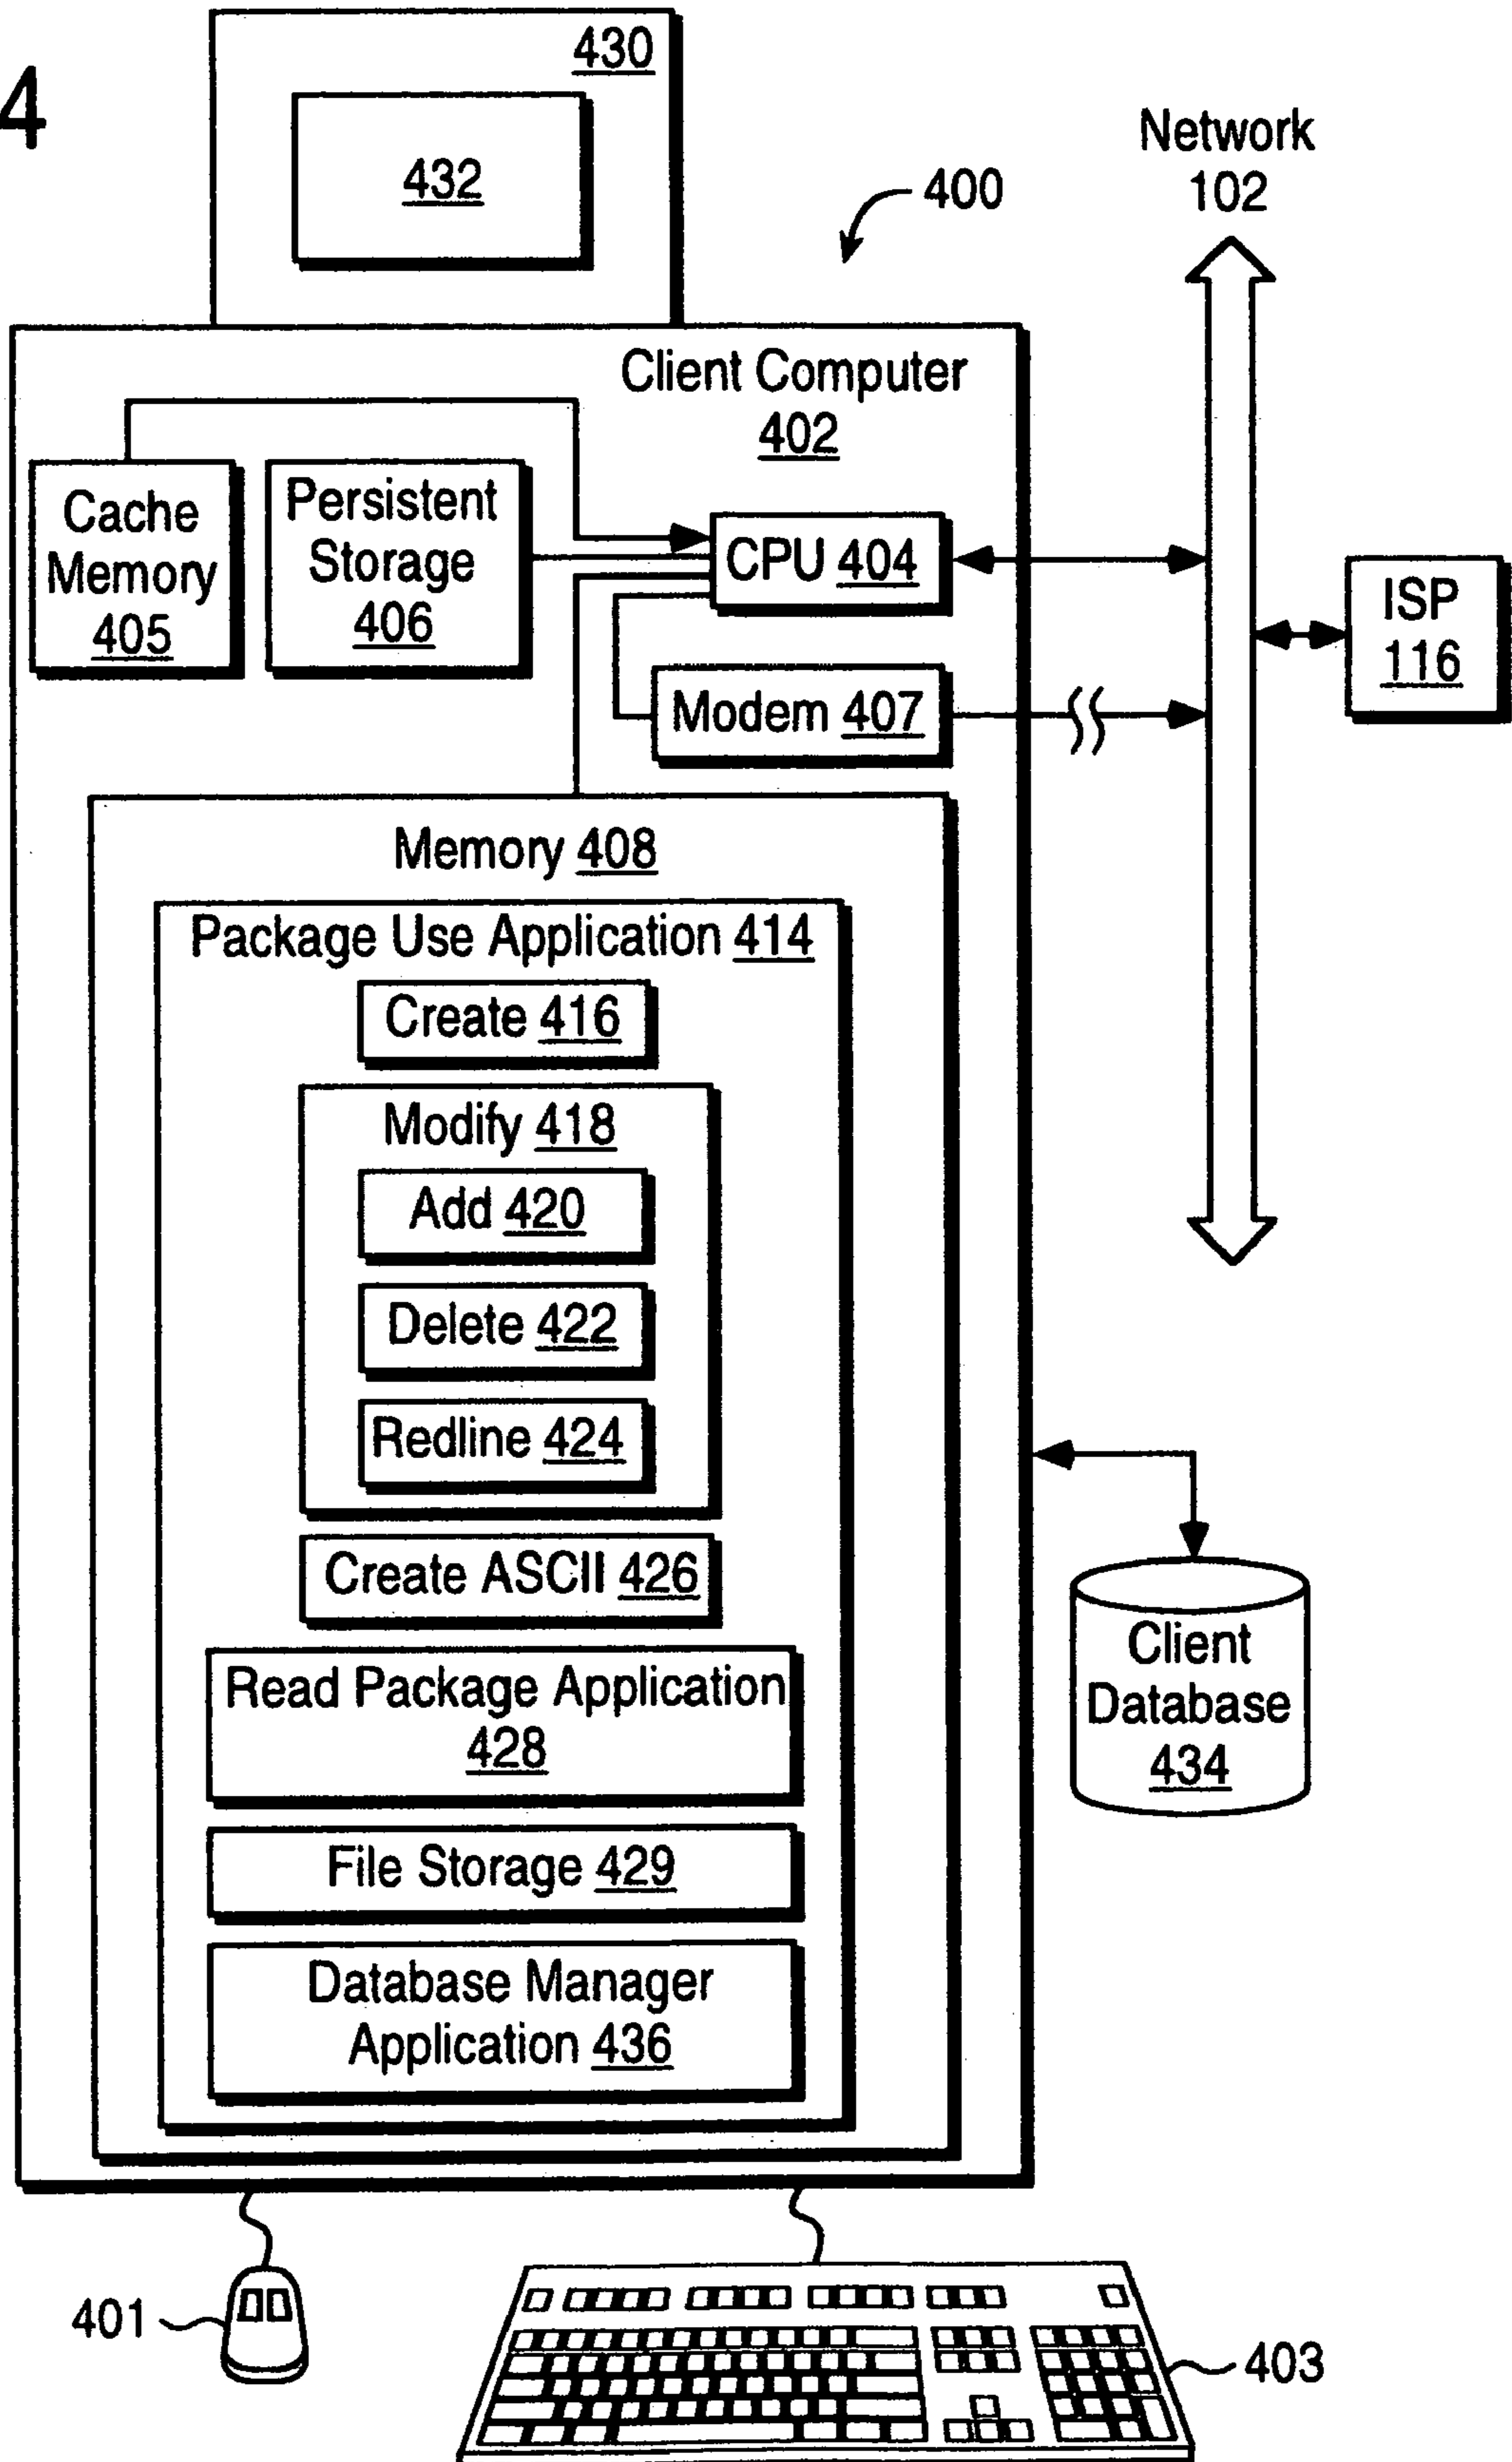 4
430
432
400
Network
102
Client Computer
402
Cache
Memory
405
Persistent
Storage
406
CPU 404
ISP
116
Modem 407
Memory 408
Package Use Application 414
Create 416
Modify 418
Add 420
Delete 422
Redline 424
Create ASCII 426
Read Package Application
428
Client
Database
434
File Storage 429
Database Manager
Application 436
401
403